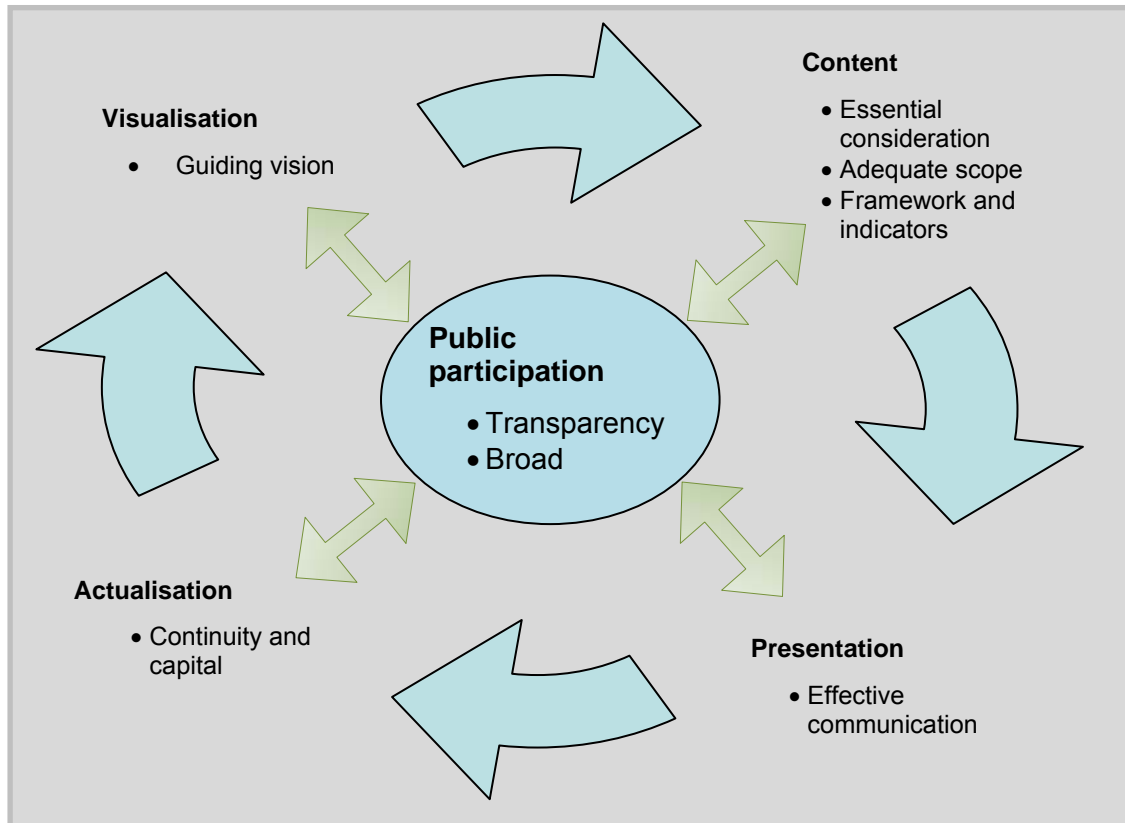 Visualisation
• Guiding vision
Content
• Essential
consideration
• Adequate scope
• Framework and
indicators
Public
participation
• Transparency
• Broad
Actualisation
• Continuity and
capital
Presentation
• Effective
communication